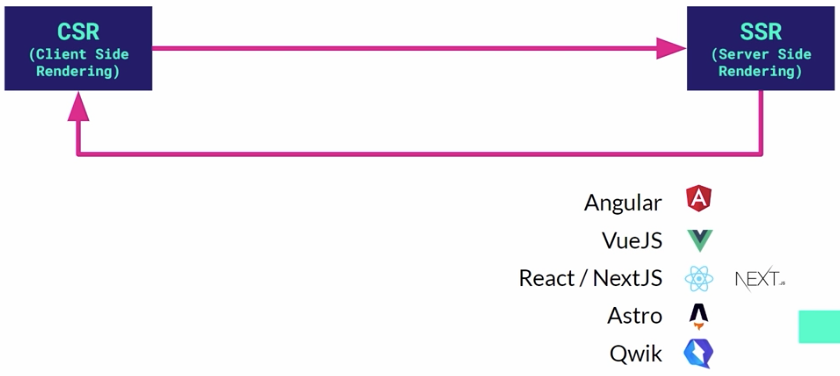 CSR
(Client Side
Rendering)
SSR
(Server Side
Rendering)
Angular
VueJS
React / NextJS
NEXT.JS
Astro
Qwik